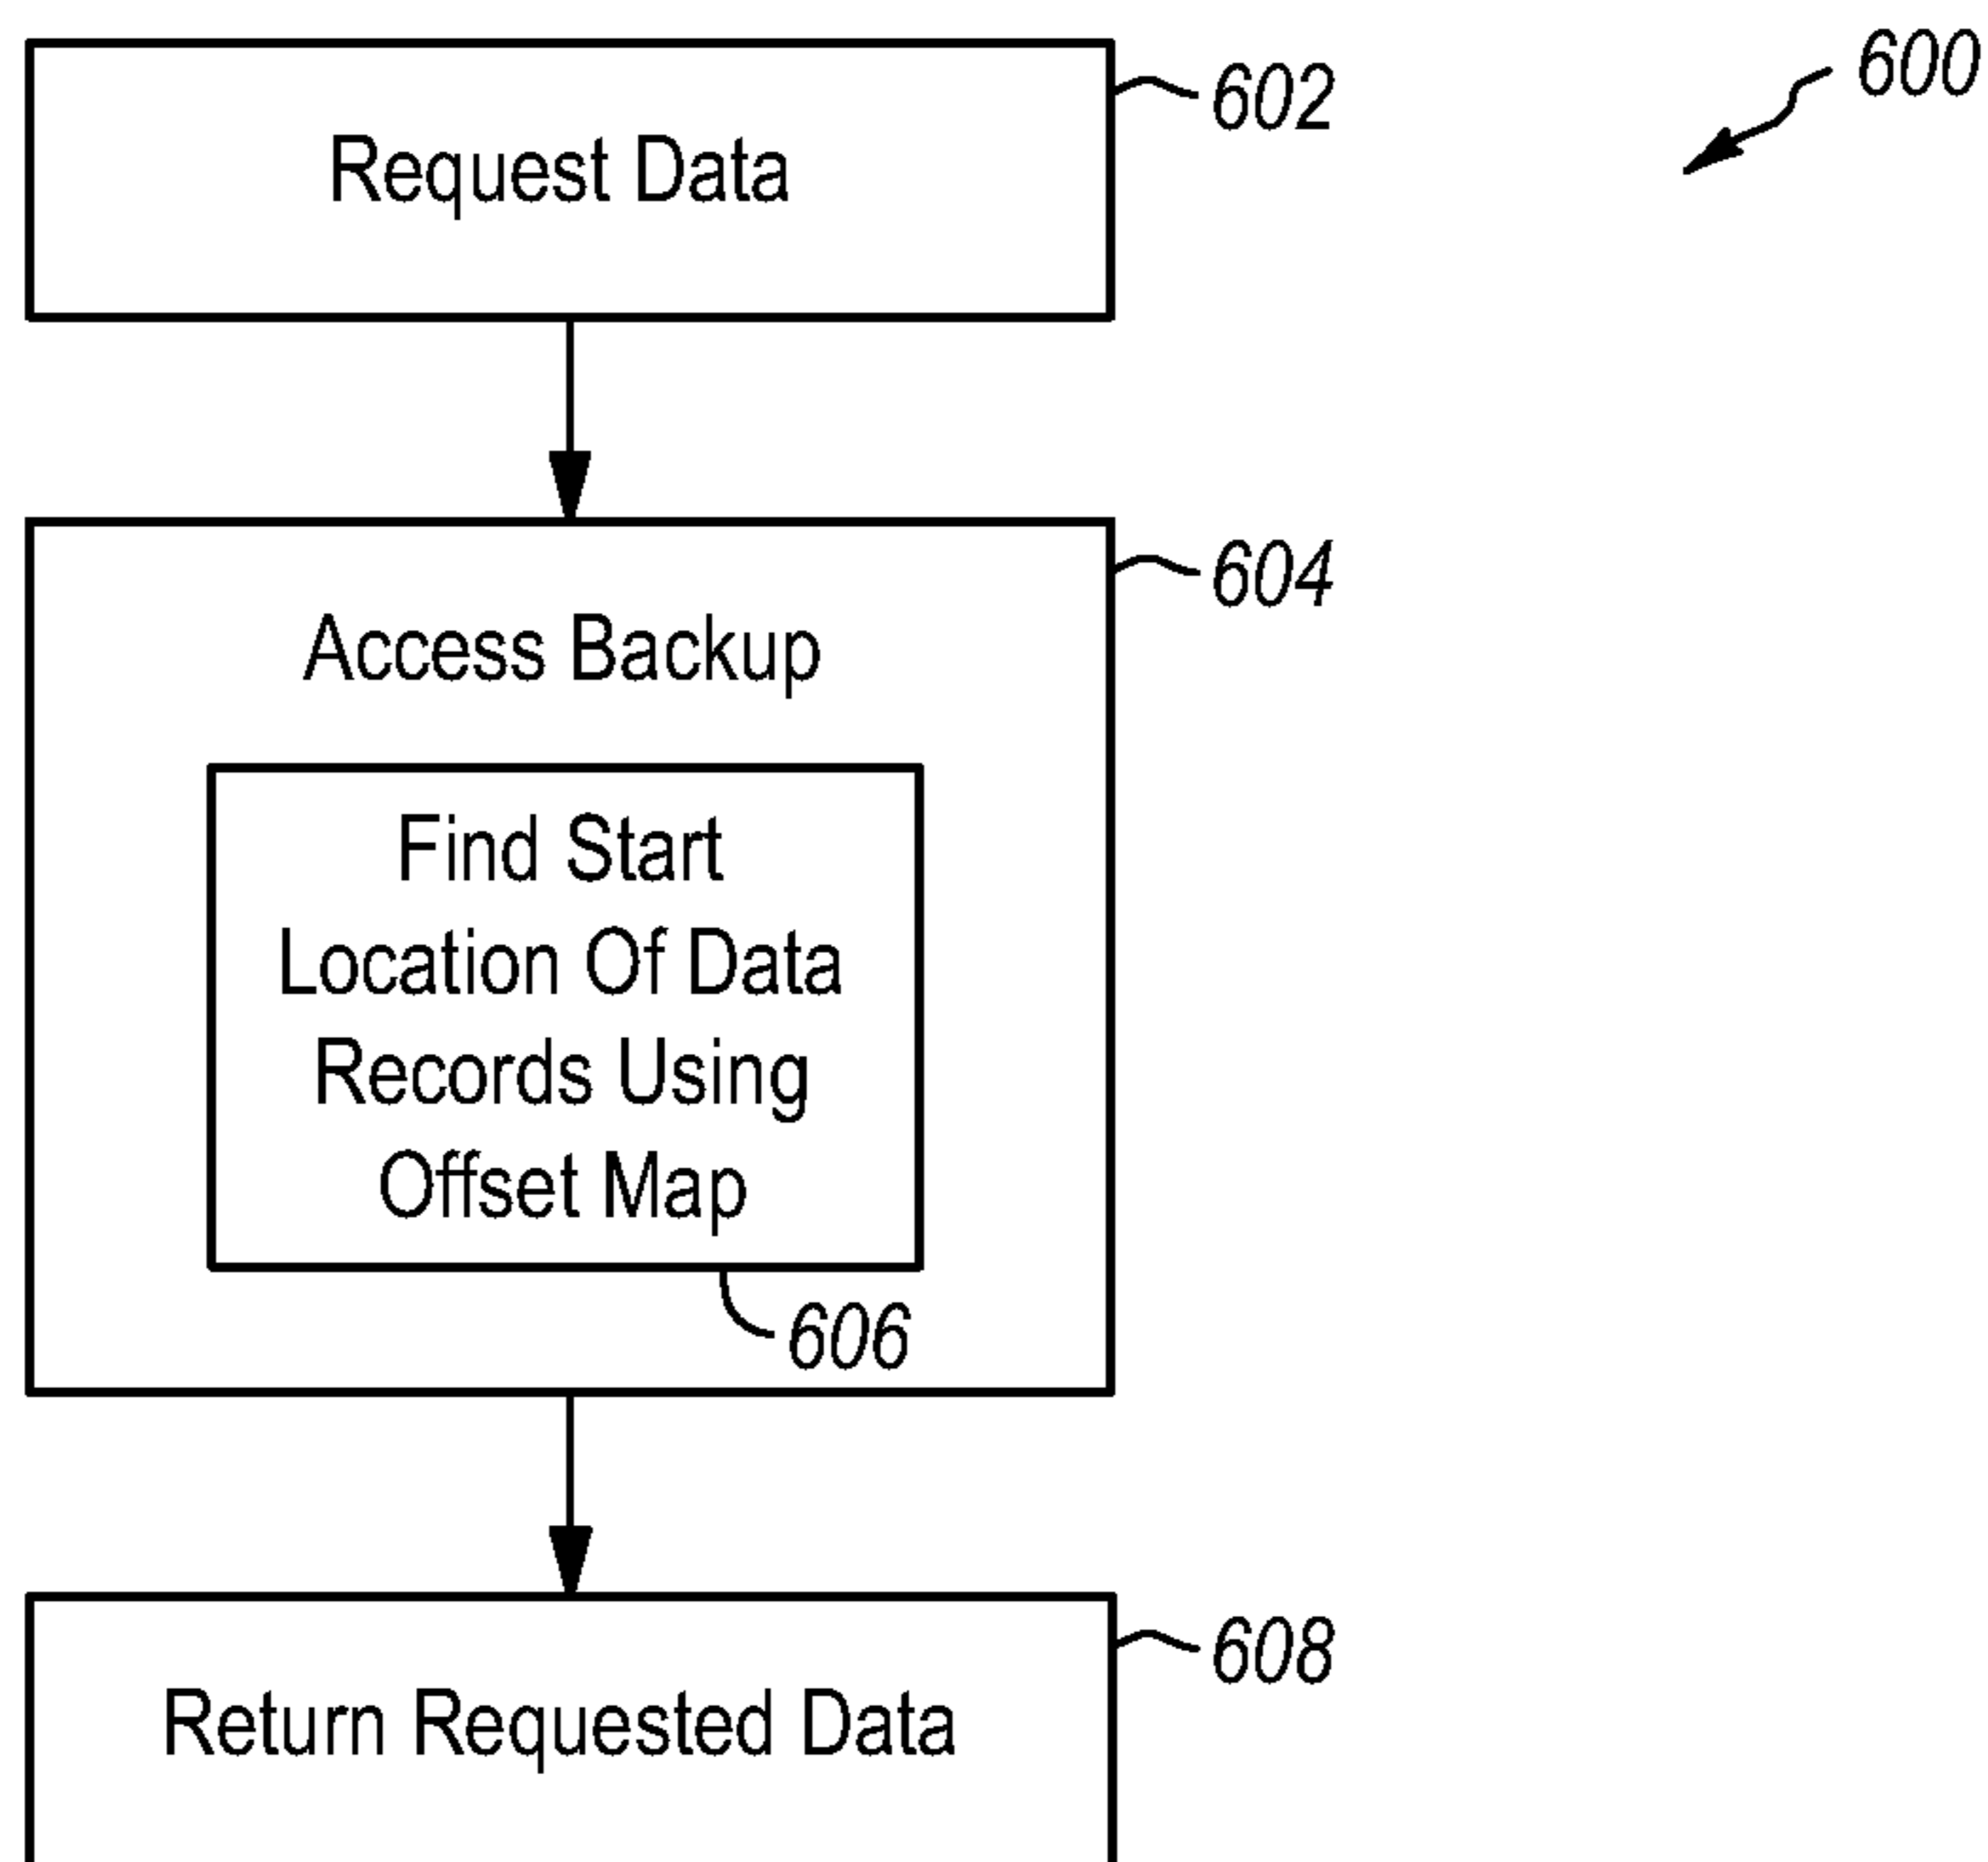 600
602
Request Data
604
Access Backup
Find Start
Location Of Data
Records Using
Offset Map
606
608
Return Requested Data